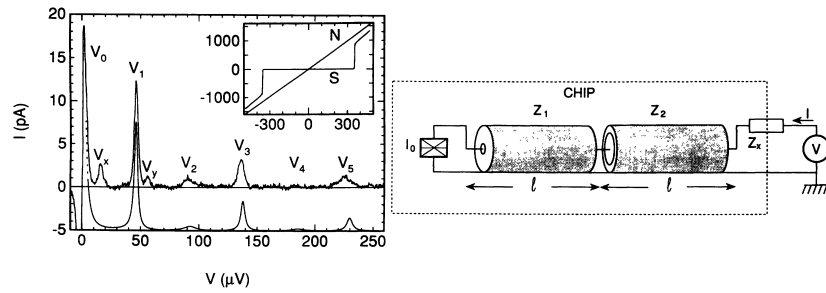 20
15
10
5
0
-5
I (pA)
V₀
Vₓ
V₁
Vᵧ
V₂
V₃
V₄
V₅
0 50 100 150 200 250
V (μV)
1000
0
-1000
N
S
-300 0 300
CHIP
Z₁
Z₂
I₀
Zₓ
I
V
ℓ
ℓ